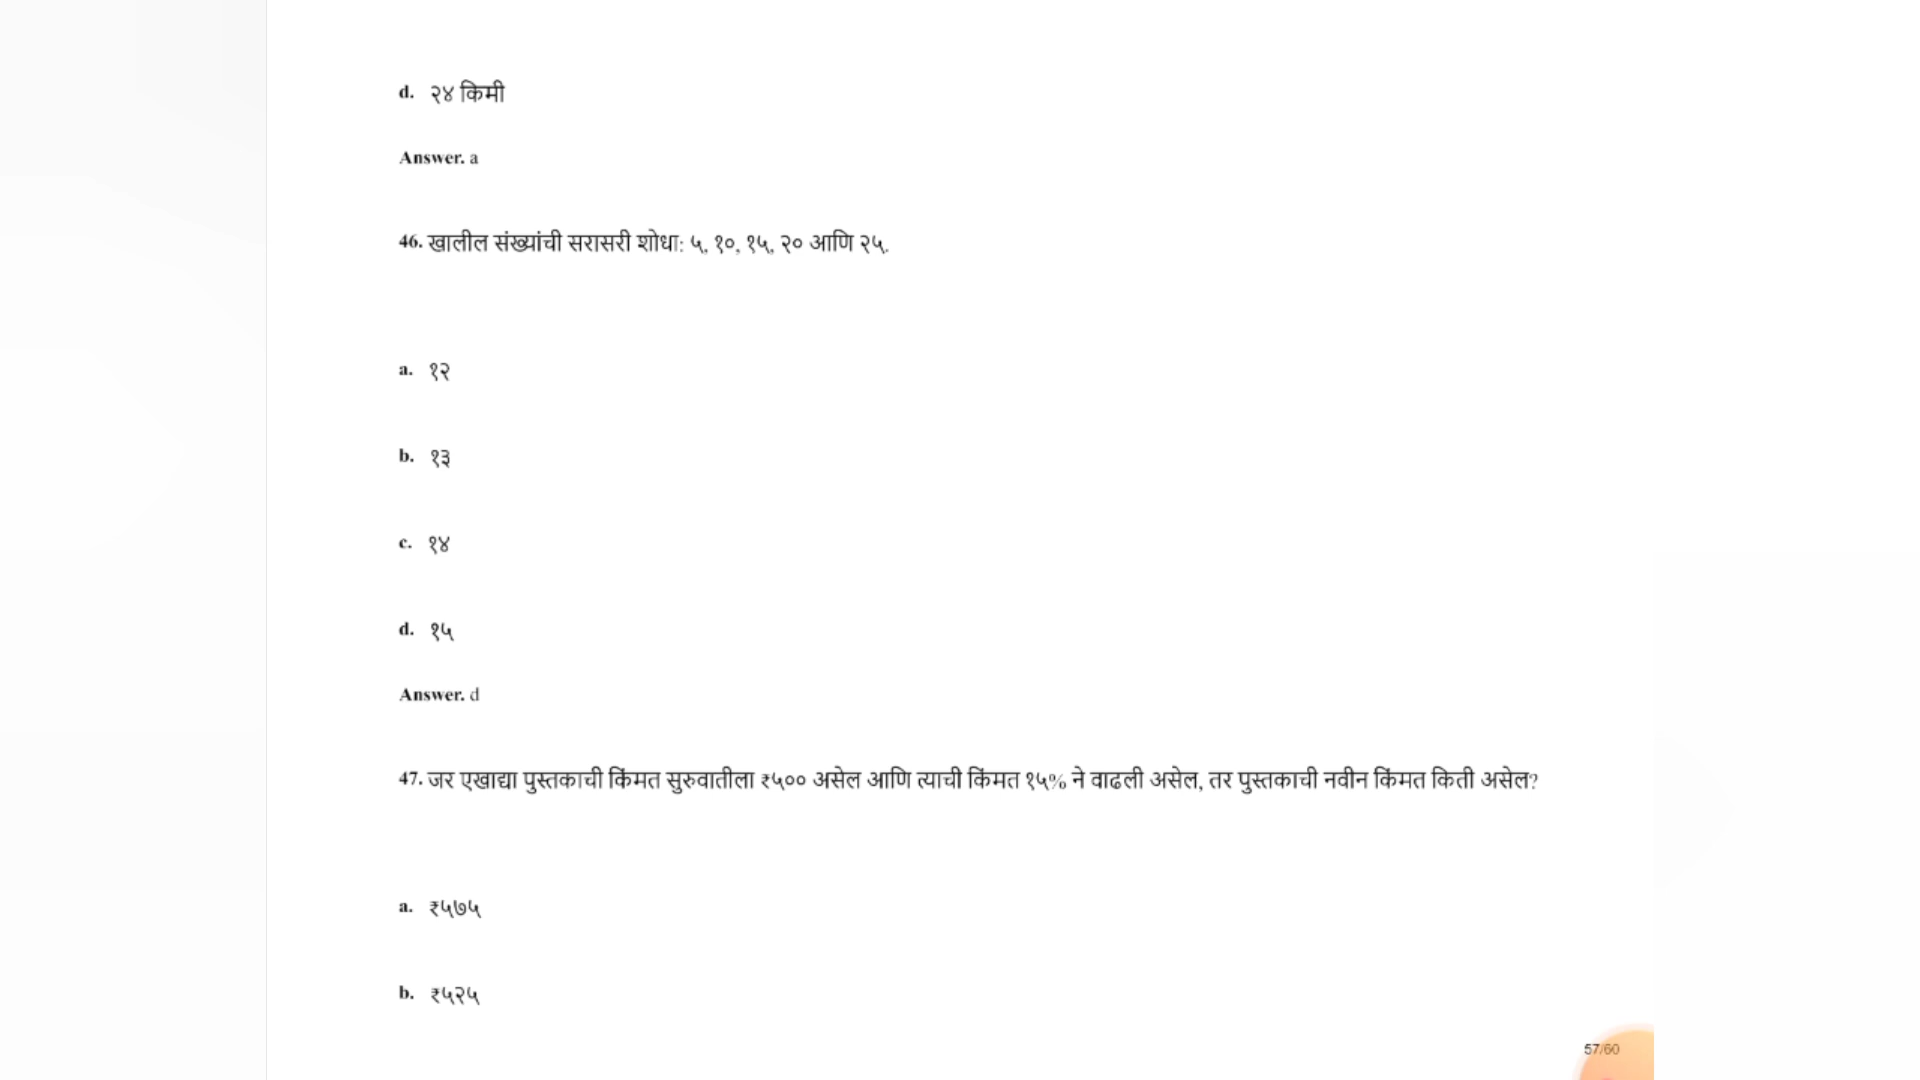 d. २४ किमी
Answer. a
46. खालील संख्यांची सरासरी शोधा: ५, १०, १५, २० आणि २५.
a. १२
b. १३
c. १४
d. १५
Answer. d
47. जर एखाद्या पुस्तकाची किंमत सुरुवातीला ₹५०० असेल आणि त्याची किंमत १५% ने वाढली असेल, तर पुस्तकाची नवीन किंमत किती असेल?
a. ₹५७५
b. ₹५२५
57/60